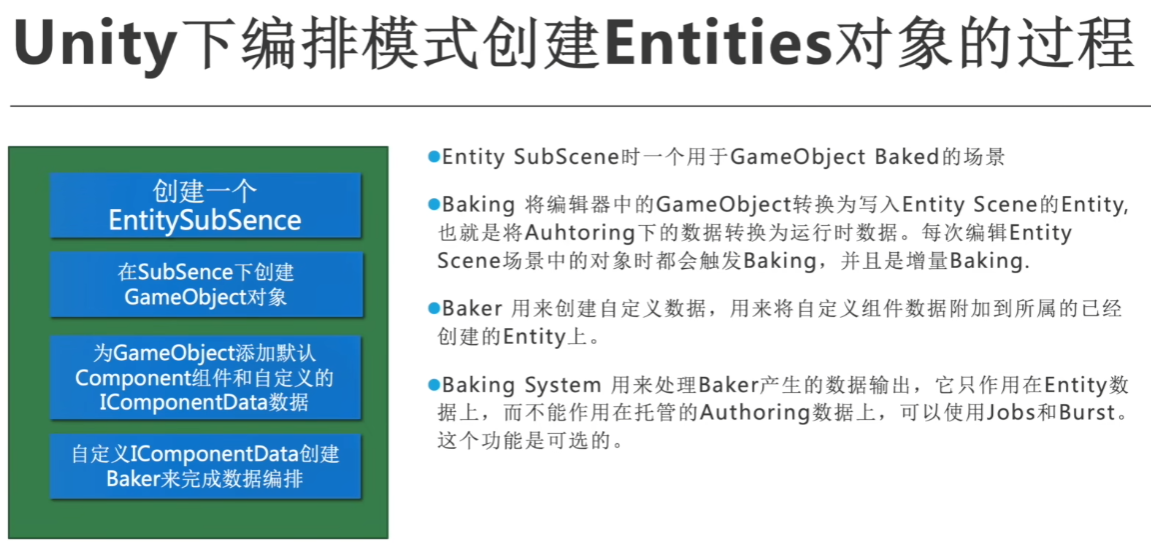 Unity下编排模式创建Entities对象的过程
创建一个
EntitySubSence
在SubSence下创建
GameObject对象
为GameObject添加默认
Component组件和自定义的
IComponentData数据
自定义IComponentData创建
Baker来完成数据编排
●Entity SubScene时一个用于GameObject Baked的场景
●Baking 将编辑器中的GameObject转换为写入Entity Scene的Entity,
也就是将Auhtoring下的数据转换为运行时数据。每次编辑Entity
Scene场景中的对象时都会触发Baking，并且是增量Baking.
●Baker 用来创建自定义数据，用来将自定义组件数据附加到所属的已经
创建的Entity上。
●Baking System 用来处理Baker产生的数据输出，它只作用在Entity数
据上，而不能作用在托管的Authoring数据上，可以使用Jobs和Burst。
这个功能是可选的。